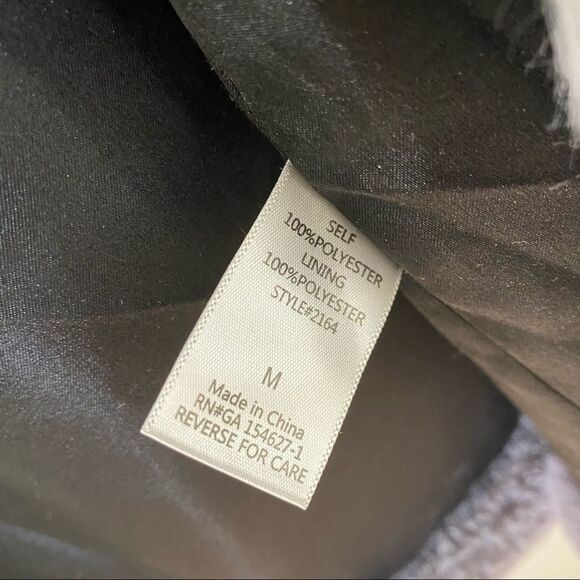 SELF
100%POLYESTER
LINING
100%POLYESTER
STYLE#2164
M
Made in China
RN#GA 154627-1
REVERSE FOR CARE